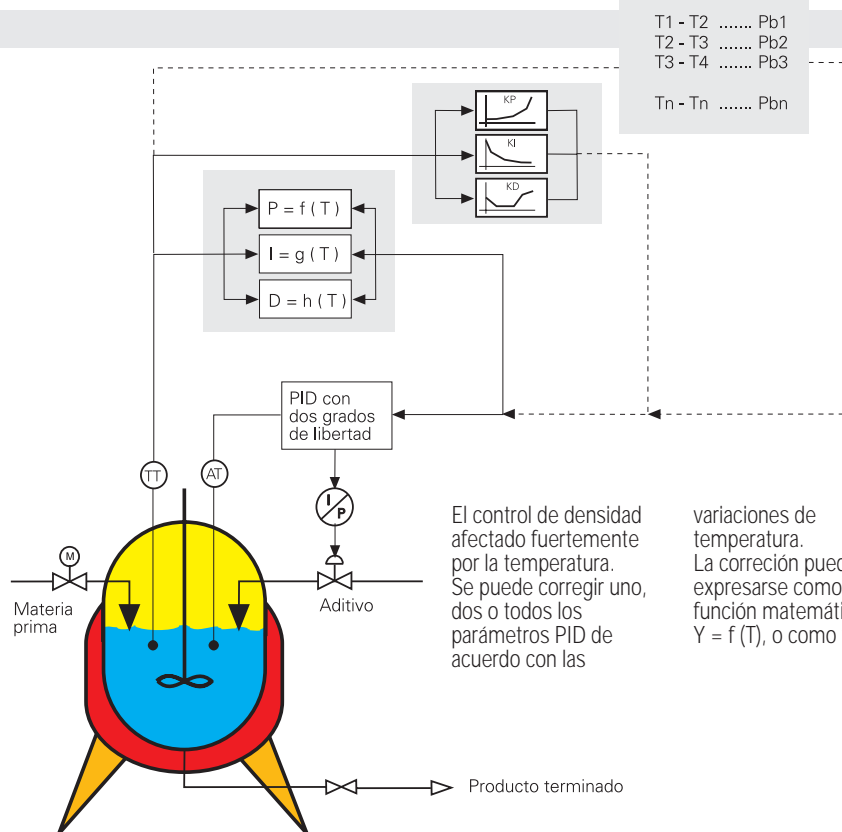 T1 - T2 ....... Pb1
T2 - T3 ....... Pb2
T3 - T4 ....... Pb3
Tn - Tn ....... Pbn
KP
KI
KD
P = f ( T )
I = g ( T )
D = h ( T )
PID con
dos grados
de libertad
TT
AT
I/P
M
Materia
prima
Aditivo
El control de densidad
afectado fuertemente
por la temperatura.
Se puede corregir uno,
dos o todos los
parámetros PID de
acuerdo con las
variaciones de
temperatura.
La correción pued
expresarse como
función matemáti
Y = f (T), o como
Producto terminado